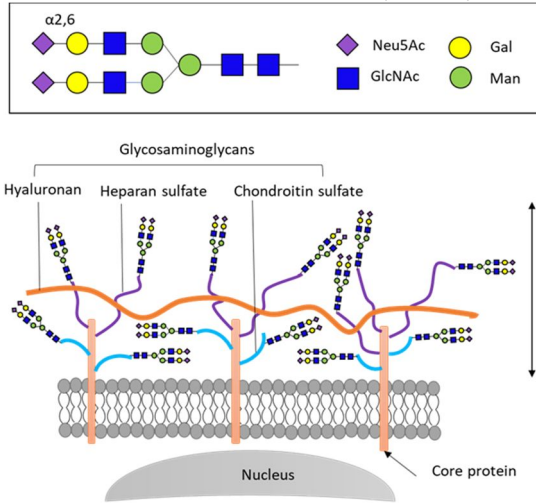 α2,6
Neu5Ac
Gal
GlcNAc
Man
Glycosaminoglycans
Hyaluronan
Heparan sulfate
Chondroitin sulfate
Nucleus
Core protein